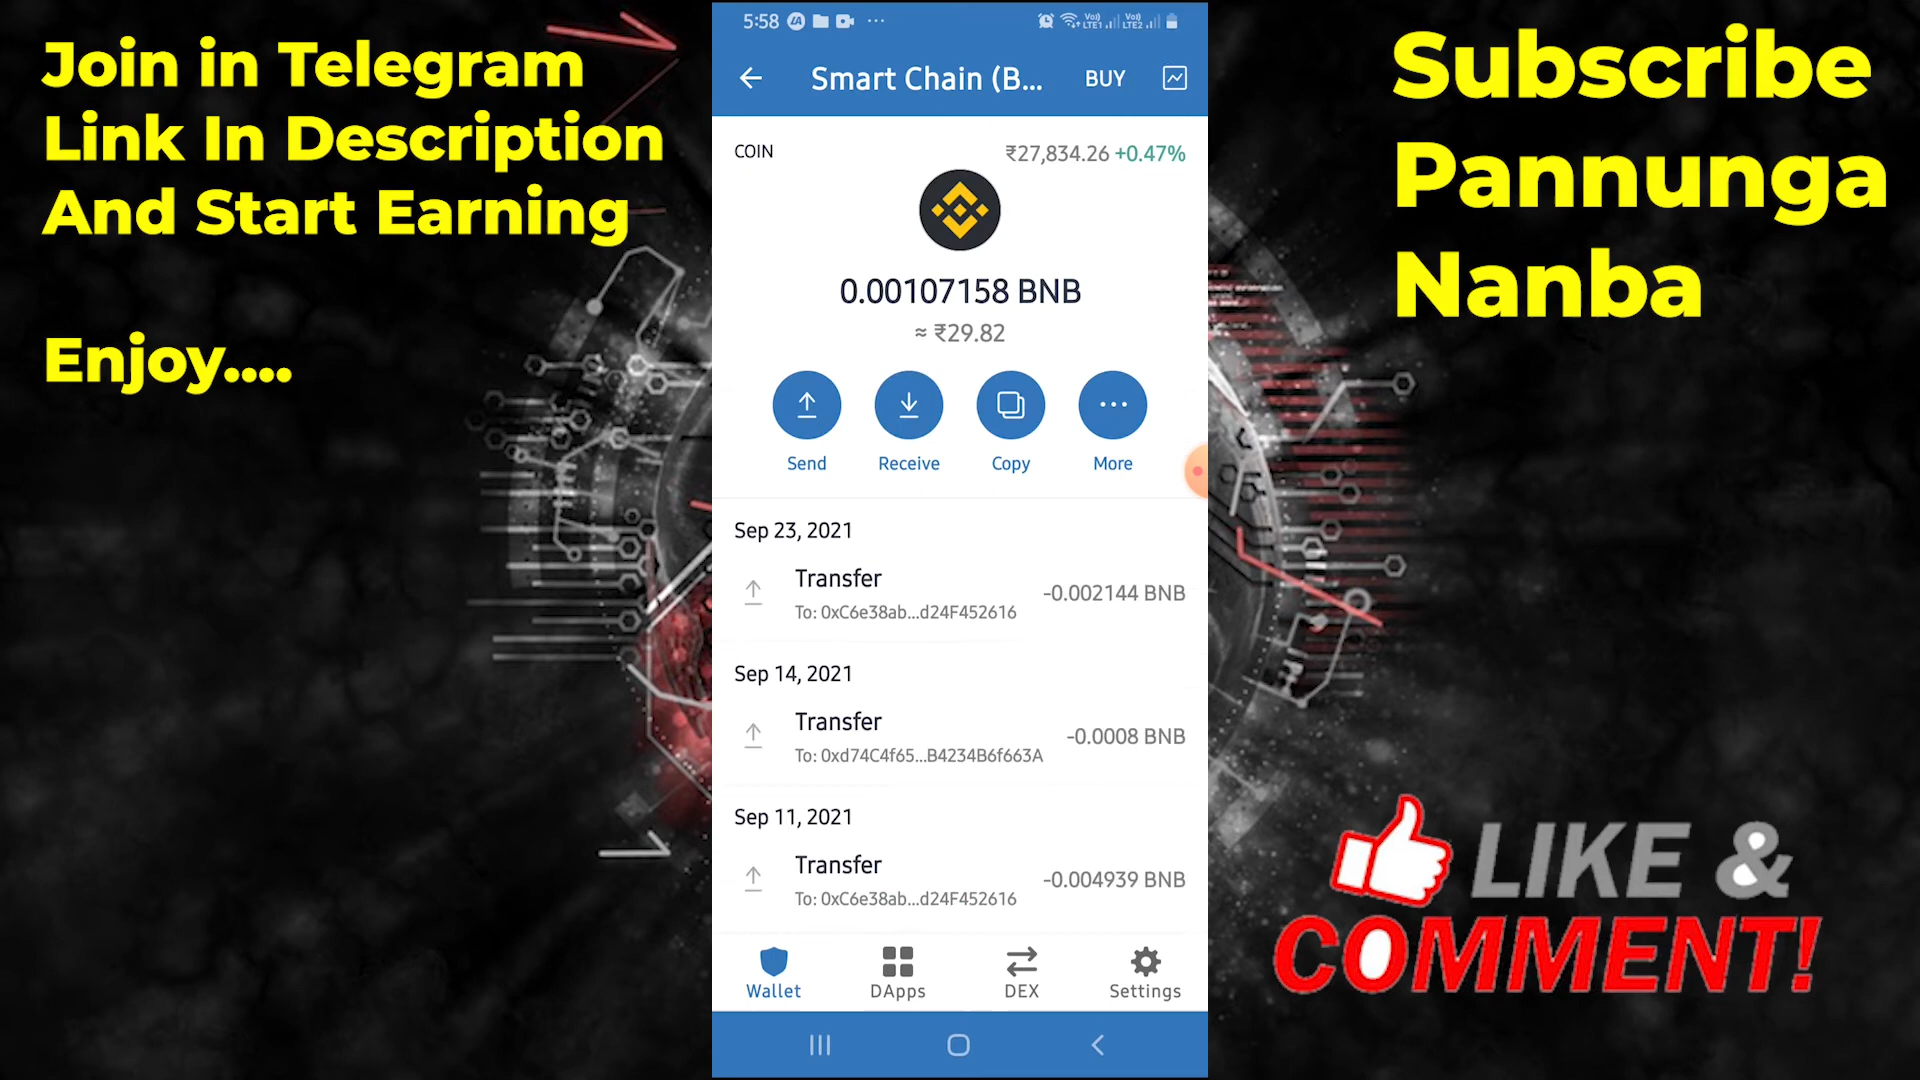 Join in Telegram
Link In Description
And Start Earning
Enjoy....
5:58
Smart Chain (B...
BUY
COIN
₹27,834.26 +0.47%
0.00107158 BNB
≈ ₹29.82
Send
Receive
Copy
More
Sep 23, 2021
Transfer
-0.002144 BNB
To: 0xC6e38ab...d24F452616
Sep 14, 2021
Transfer
-0.0008 BNB
To: 0xd74C4f65...B4234B6f663A
Sep 11, 2021
Transfer
-0.004939 BNB
To: 0xC6e38ab...d24F452616
Wallet
DApps
DEX
Settings
Subscribe
Pannunga
Nanba
LIKE &
COMMENT!